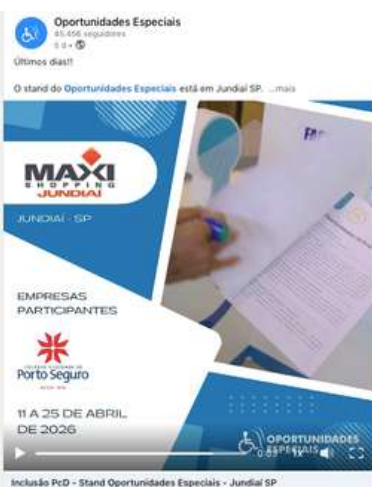 Oportunidades Especiais
45.456 seguidores
5 d •
Últimos dias!!
O stand do Oportunidades Especiais está em Jundiaí SP. ...mais
MAXI
SHOPPING
JUNDIAÍ
JUNDIAÍ - SP
EMPRESAS
PARTICIPANTES
Porto Seguro
11 A 25 DE ABRIL
DE 2026
OPORTUNIDADES
ESPECIAIS
1x
Inclusão PcD - Stand Oportunidades Especiais - Jundiaí SP